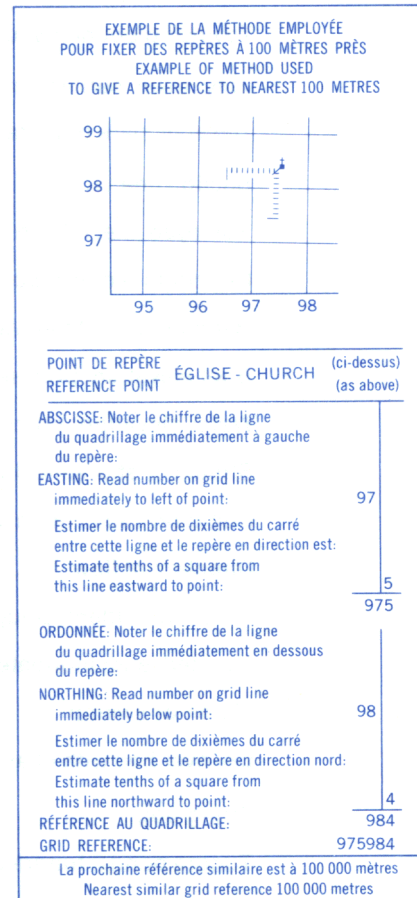 EXEMPLE DE LA MÉTHODE EMPLOYÉE
POUR FIXER DES REPÈRES À 100 MÈTRES PRÈS
EXAMPLE OF METHOD USED
TO GIVE A REFERENCE TO NEAREST 100 METRES
99
98
97
95 96 97 98
POINT DE REPÈRE
REFERENCE POINT
ÉGLISE - CHURCH
(ci-dessus)
(as above)
ABSCISSE: Noter le chiffre de la ligne
du quadrillage immédiatement à gauche
du repère:
EASTING: Read number on grid line
immediately to left of point: 97
Estimer le nombre de dixièmes du carré
entre cette ligne et le repère en direction est:
Estimate tenths of a square from
this line eastward to point: 5
975
ORDONNÉE: Noter le chiffre de la ligne
du quadrillage immédiatement en dessous
du repère:
NORTHING: Read number on grid line
immediately below point: 98
Estimer le nombre de dixièmes du carré
entre cette ligne et le repère en direction nord:
Estimate tenths of a square from
this line northward to point: 4
RÉFÉRENCE AU QUADRILLAGE: 984
GRID REFERENCE: 975984
La prochaine référence similaire est à 100 000 mètres
Nearest similar grid reference 100 000 metres